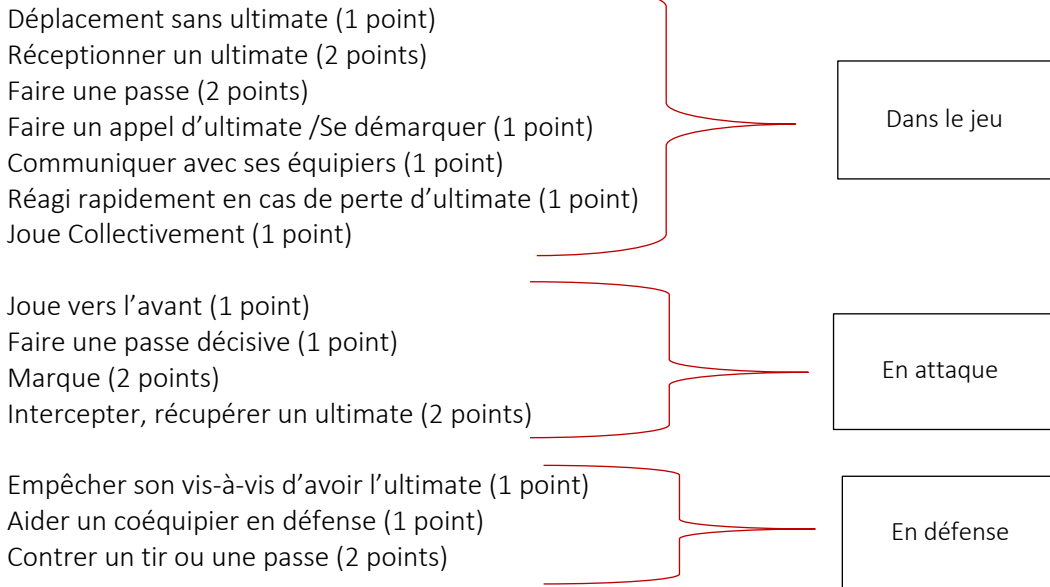 Déplacement sans ultimate (1 point)
Réceptionner un ultimate (2 points)
Faire une passe (2 points)
Faire un appel d’ultimate /Se démarquer (1 point)
Communiquer avec ses équipiers (1 point)
Réagi rapidement en cas de perte d’ultimate (1 point)
Joue Collectivement (1 point)
Dans le jeu
Joue vers l’avant (1 point)
Faire une passe décisive (1 point)
Marque (2 points)
Intercepter, récupérer un ultimate (2 points)
En attaque
Empêcher son vis-à-vis d’avoir l’ultimate (1 point)
Aider un coéquipier en défense (1 point)
Contrer un tir ou une passe (2 points)
En défense